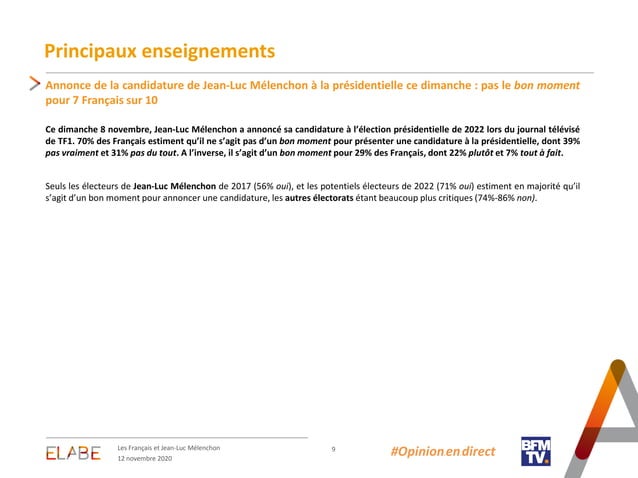 Principaux enseignements
Annonce de la candidature de Jean-Luc Mélenchon à la présidentielle ce dimanche : pas le bon moment
pour 7 Français sur 10
Ce dimanche 8 novembre, Jean-Luc Mélenchon a annoncé sa candidature à l’élection présidentielle de 2022 lors du journal télévisé
de TF1. 70% des Français estiment qu’il ne s’agit pas d’un bon moment pour présenter une candidature à la présidentielle, dont 39%
pas vraiment et 31% pas du tout. A l’inverse, il s’agit d’un bon moment pour 29% des Français, dont 22% plutôt et 7% tout à fait.
Seuls les électeurs de Jean-Luc Mélenchon de 2017 (56% oui), et les potentiels électeurs de 2022 (71% oui) estiment en majorité qu’il
s’agit d’un bon moment pour annoncer une candidature, les autres électorats étant beaucoup plus critiques (74%-86% non).
ELABE
Les Français et Jean-Luc Mélenchon
12 novembre 2020
9
#Opinionendirect
BFM
TV.